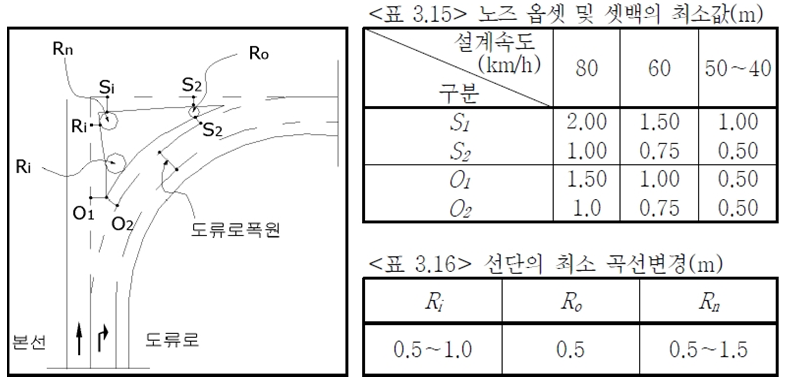 Rn
Ro
Si
S2
Ri
S2
Ri
O1
O2
도류로폭원
본선
도류로
<표 3.15> 노즈 옵셋 및 셋백의 최소값(m)
설계속도
(km/h)
구분
80
60
50~40
S1
2.00
1.50
1.00
S2
1.00
0.75
0.50
O1
1.50
1.00
0.50
O2
1.0
0.75
0.50
<표 3.16> 선단의 최소 곡선변경(m)
Ri
Ro
Rn
0.5~1.0
0.5
0.5~1.5